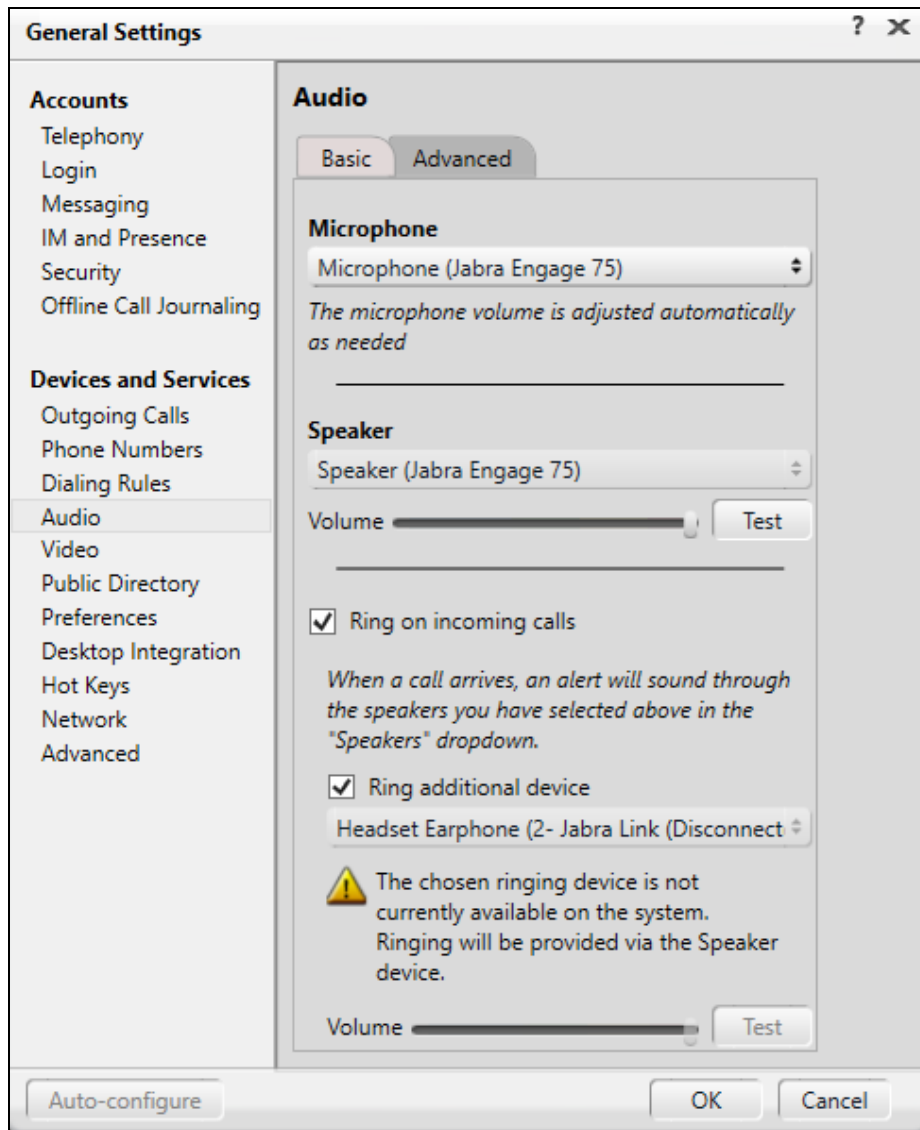 General Settings
?
Accounts
Telephony
Login
Messaging
IM and Presence
Security
Offline Call Journaling
Devices and Services
Outgoing Calls
Phone Numbers
Dialing Rules
Audio
Video
Public Directory
Preferences
Desktop Integration
Hot Keys
Network
Advanced
Audio
Basic
Advanced
Microphone
Microphone (Jabra Engage 75)
The microphone volume is adjusted automatically
as needed
Speaker
Speaker (Jabra Engage 75)
Volume
Test
Ring on incoming calls
When a call arrives, an alert will sound through
the speakers you have selected above in the
"Speakers" dropdown.
Ring additional device
Headset Earphone (2- Jabra Link (Disconnect
The chosen ringing device is not
currently available on the system.
Ringing will be provided via the Speaker
device.
Volume
Test
Auto-configure
OK
Cancel